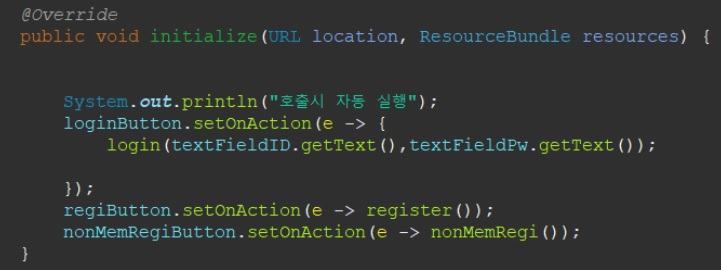 @Override
public void initialize(URL location, ResourceBundle resources) {
System.out.println("호출시 자동 실행");
loginButton.setOnAction(e -> {
login(textFieldID.getText(),textFieldPw.getText());
});
regiButton.setOnAction(e -> register());
nonMemRegiButton.setOnAction(e -> nonMemRegi());
}